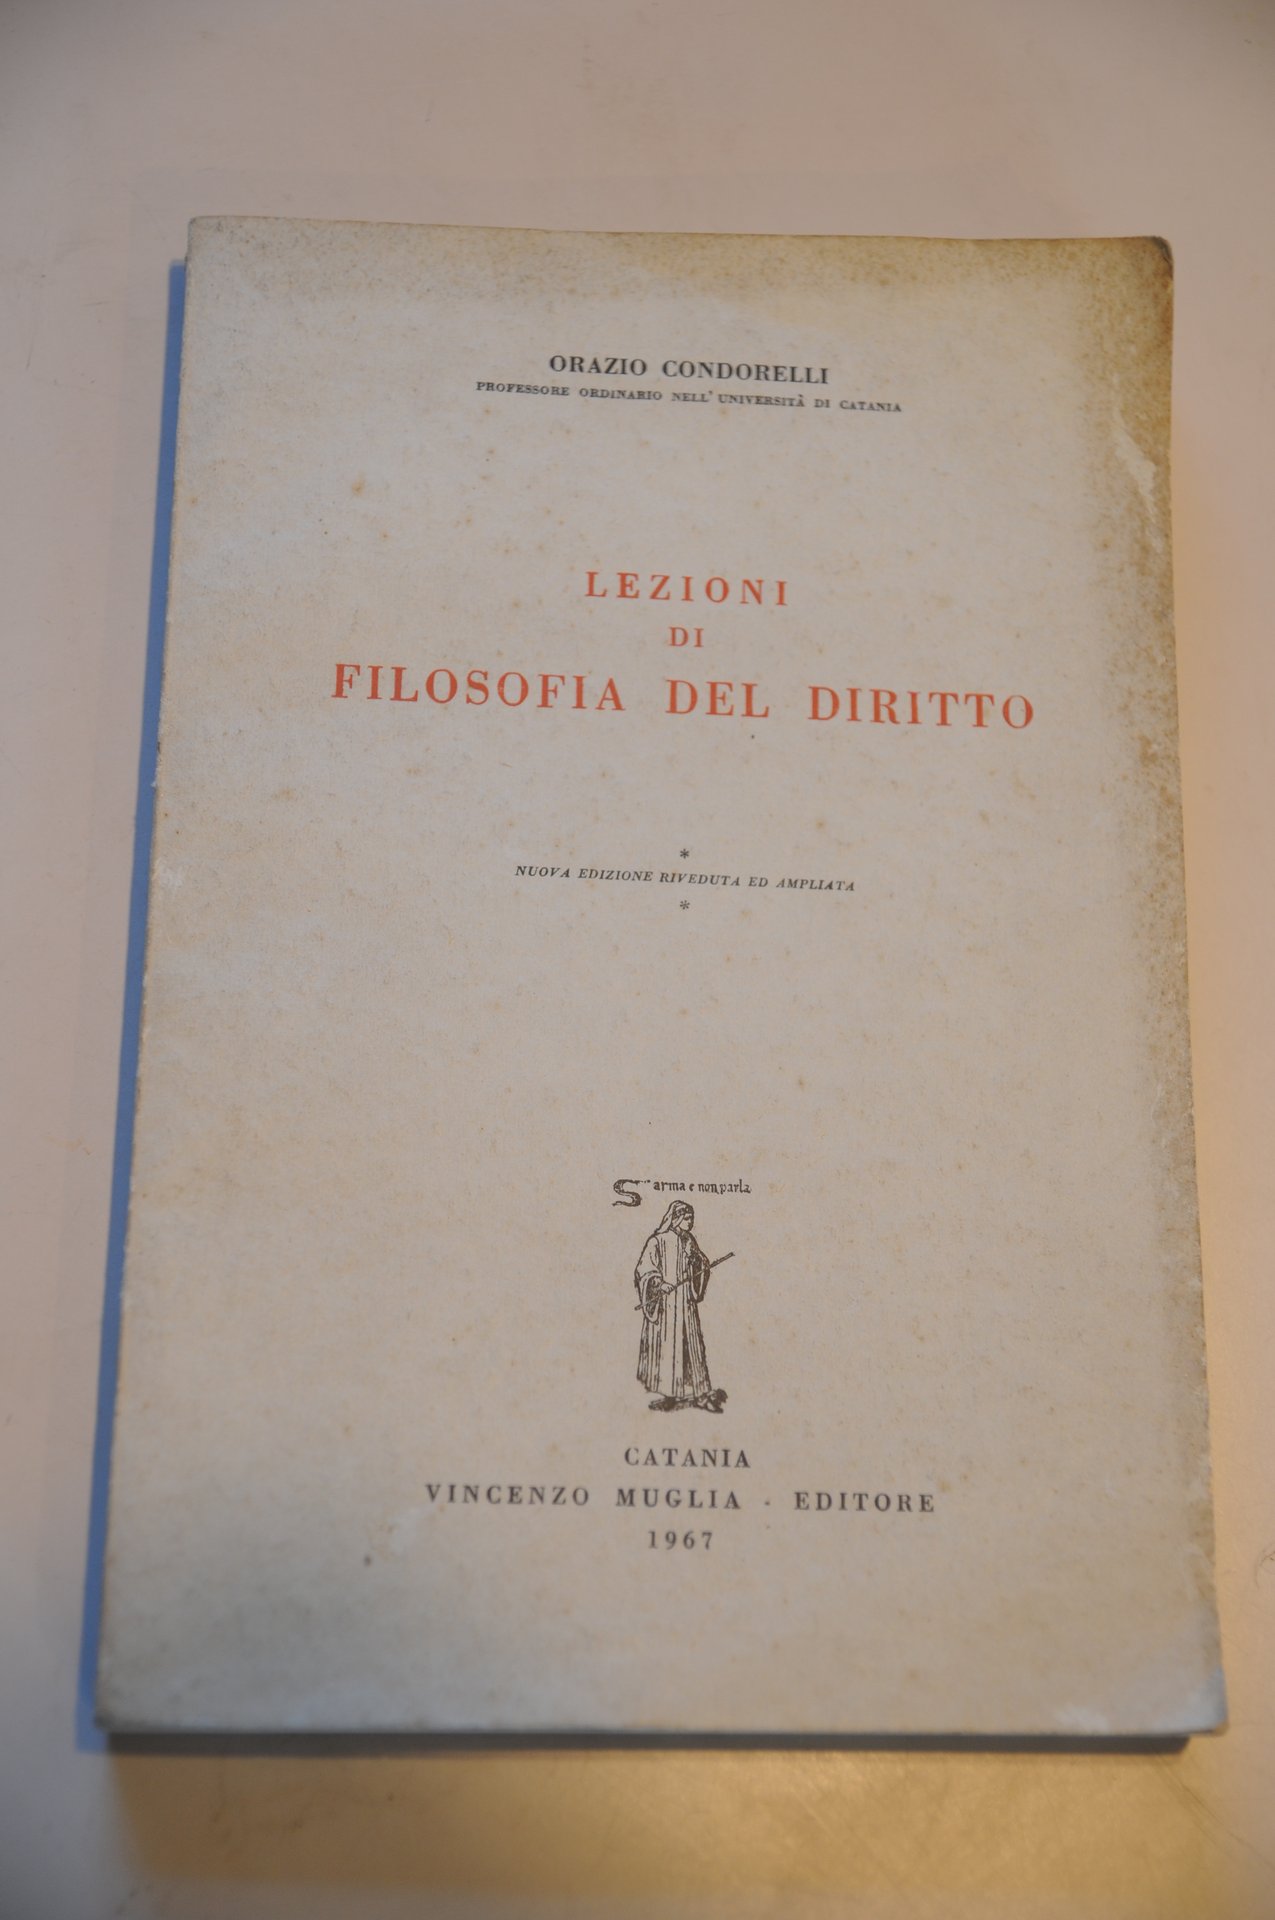 ORAZIO CONDORELLI
PROFESSORE ORDINARIO NELL' UNIVERSITÀ DI CATANIA
LEZIONI
DI
FILOSOFIA DEL DIRITTO
*
NUOVA EDIZIONE RIVEDUTA ED AMPLIATA
*
S'arma e non parla
CATANIA
VINCENZO MUGLIA - EDITORE
1967